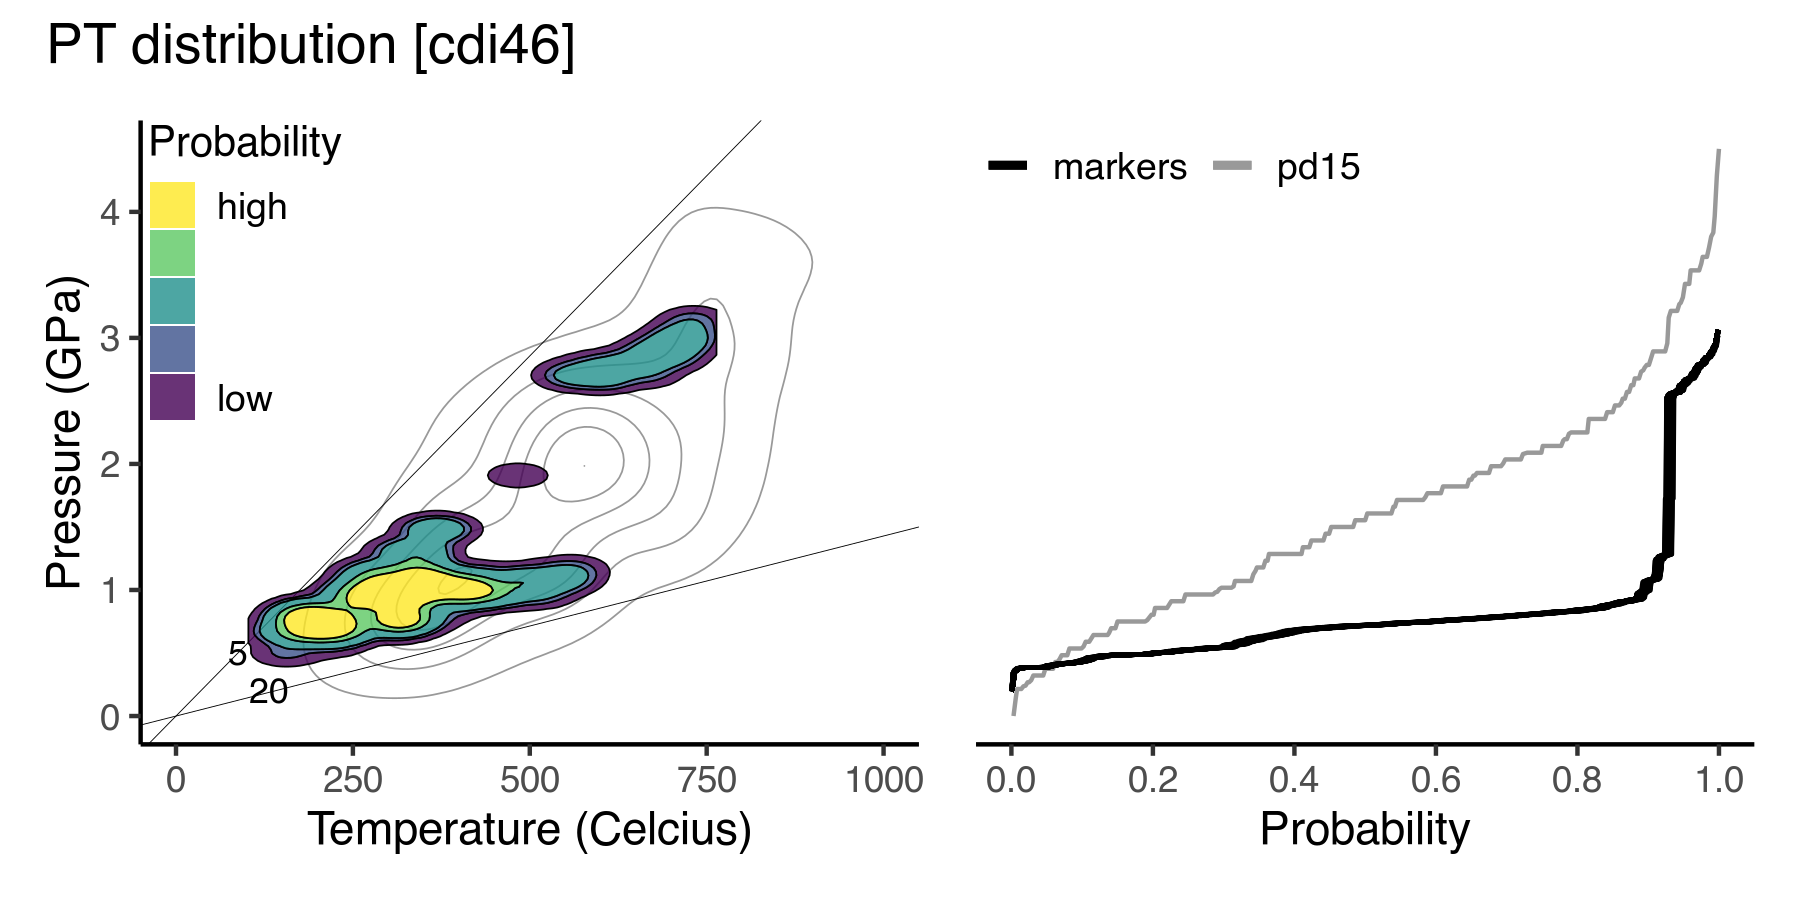 PT distribution [cdi46]
Probability
high
low
markers pd15
Pressure (GPa)
4
3
2
1
0
5
20
0 250 500 750 1000
0.0 0.2 0.4 0.6 0.8 1.0
Temperature (Celcius)
Probability